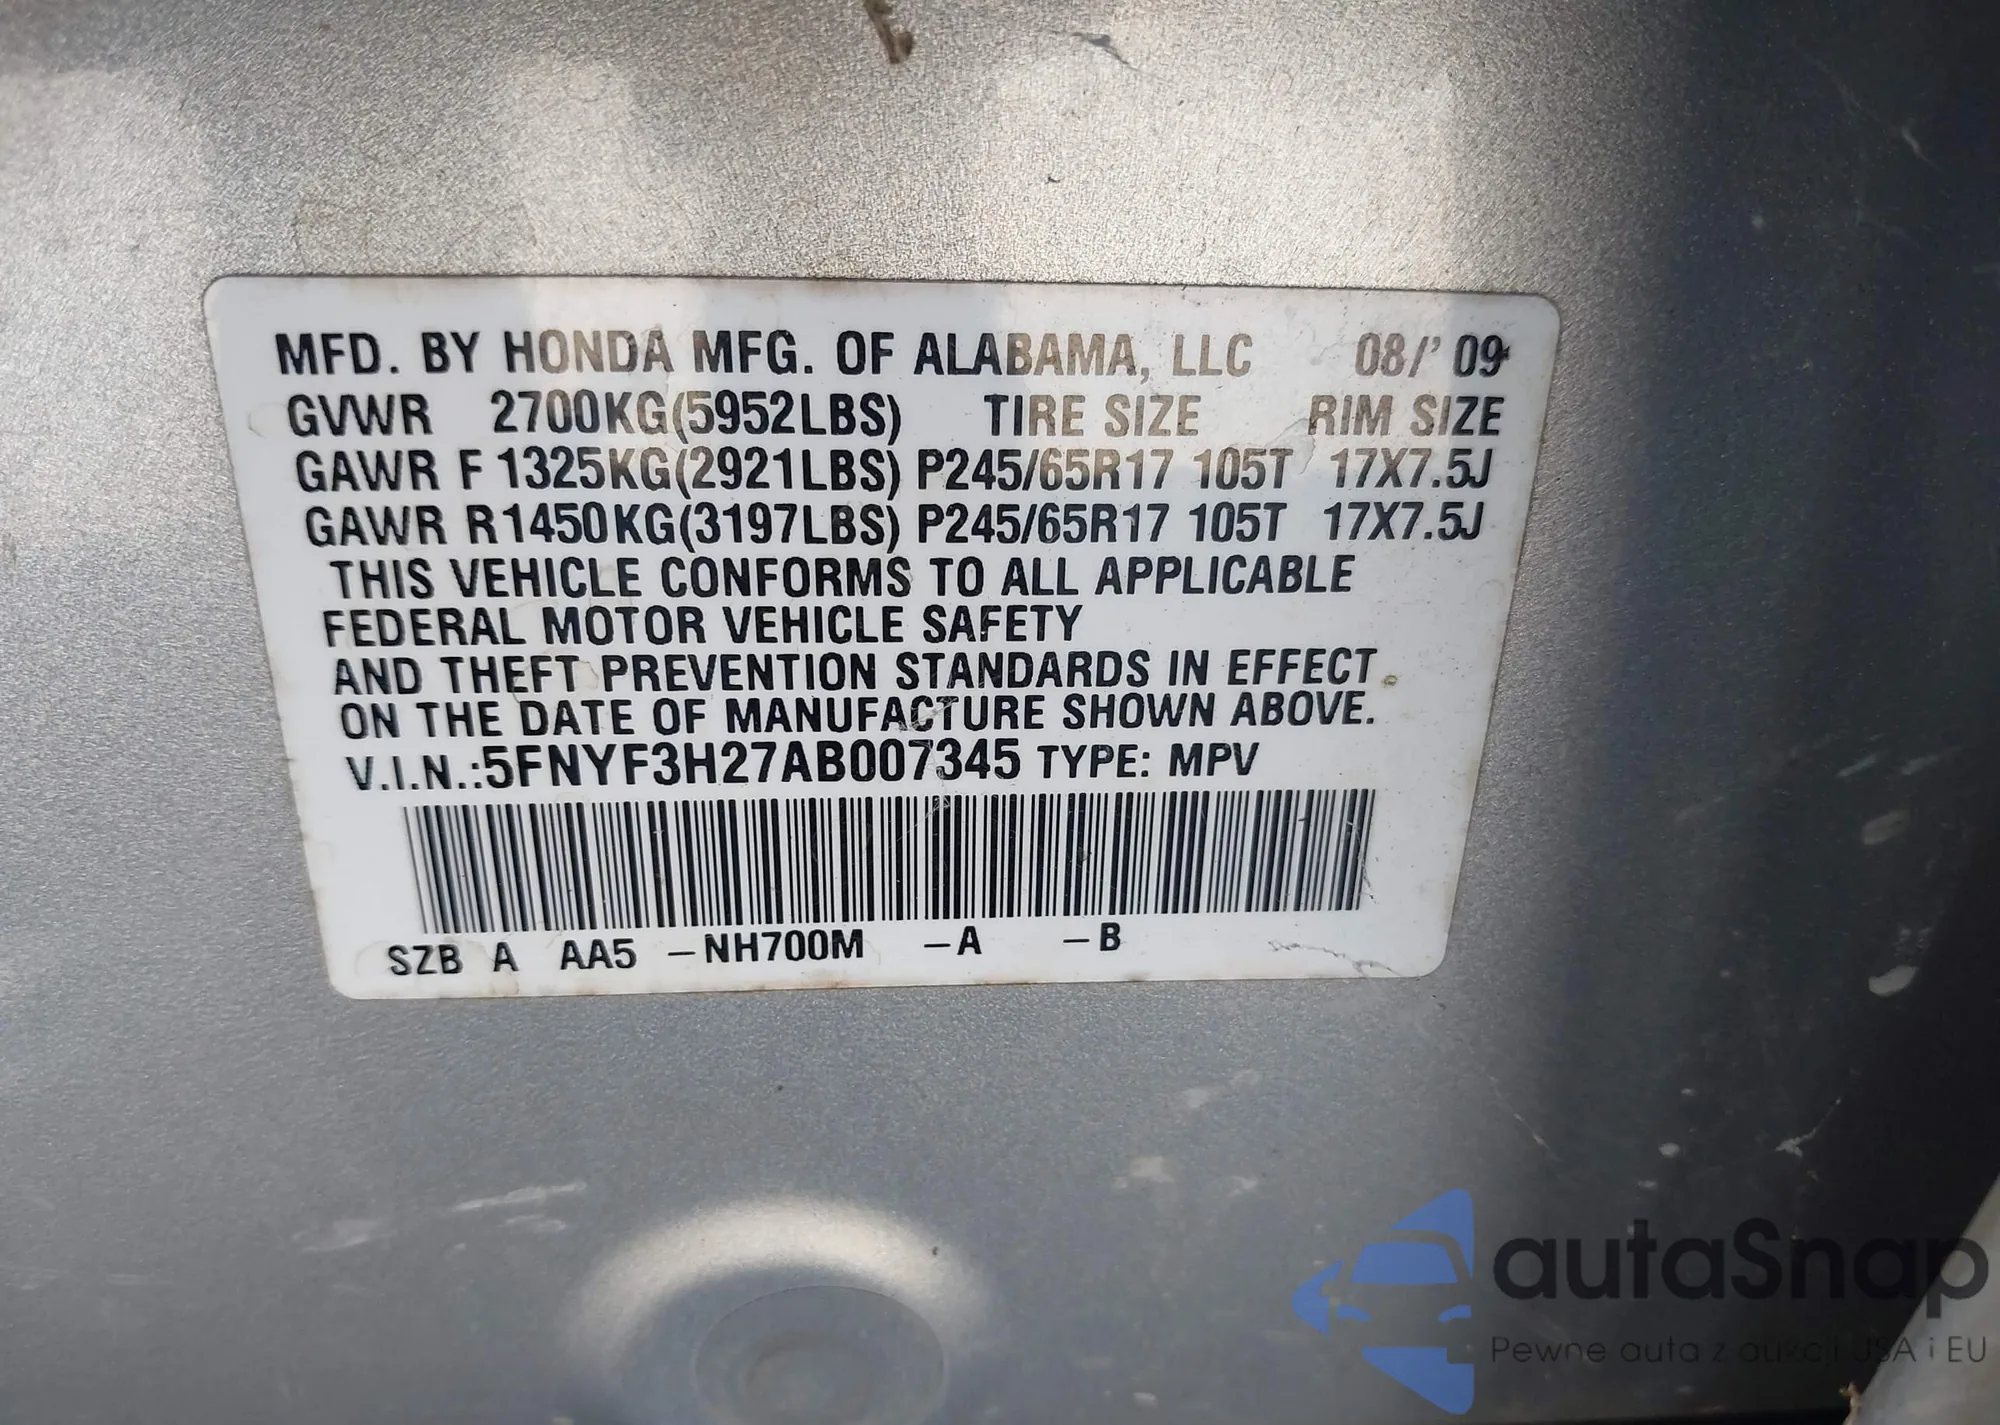 MFD. BY HONDA MFG. OF ALABAMA, LLC 08/'09
GVWR 2700KG(5952LBS) TIRE SIZE RIM SIZE
GAWR F 1325KG(2921LBS) P245/65R17 105T 17X7.5J
GAWR R1450KG(3197LBS) P245/65R17 105T 17X7.5J
THIS VEHICLE CONFORMS TO ALL APPLICABLE
FEDERAL MOTOR VEHICLE SAFETY
AND THEFT PREVENTION STANDARDS IN EFFECT
ON THE DATE OF MANUFACTURE SHOWN ABOVE.
V.I.N.:5FNYF3H27AB007345 TYPE: MPV
SZB A AA5 -NH700M -A -B
autaSnap
Pewne auta z aukcji USA i EU